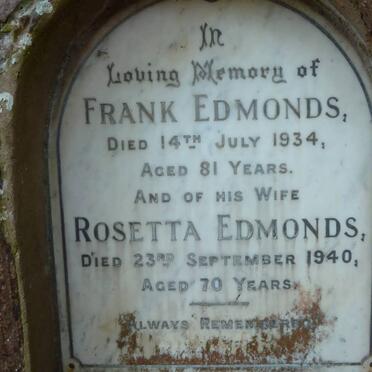 In
Loving Memory of
FRANK EDMONDS,
DIED 14TH JULY 1934,
AGED 81 YEARS.
AND OF HIS WIFE
ROSETTA EDMONDS,
DIED 23RD SEPTEMBER 1940,
AGED 70 YEARS.
ALWAYS REMEMBERED.